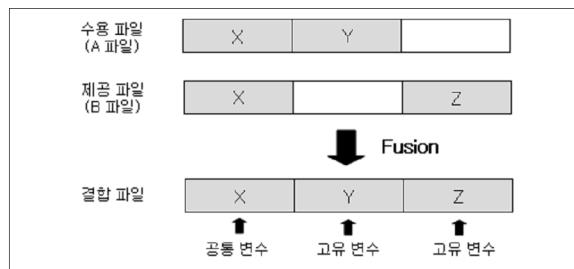 수용 파일
(A 파일)
X Y
제공 파일
(B 파일)
X Z
Fusion
결합 파일
X Y Z
공통 변수 고유 변수 고유 변수